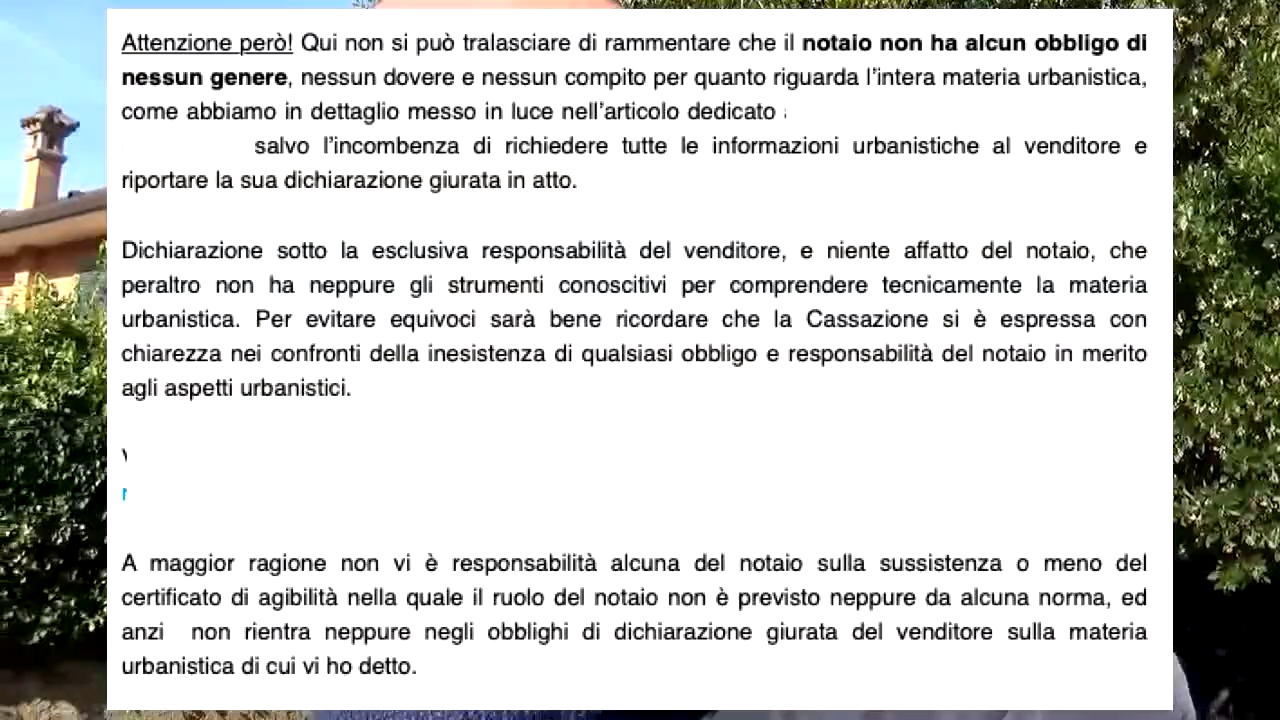 Attenzione però! Qui non si può tralasciare di rammentare che il notaio non ha alcun obbligo di
nessun genere, nessun dovere e nessun compito per quanto riguarda l'intera materia urbanistica,
come abbiamo in dettaglio messo in luce nell'articolo dedicato
salvo l'incombenza di richiedere tutte le informazioni urbanistiche al venditore e
riportare la sua dichiarazione giurata in atto.
Dichiarazione sotto la esclusiva responsabilità del venditore, e niente affatto del notaio, che
peraltro non ha neppure gli strumenti conoscitivi per comprendere tecnicamente la materia
urbanistica. Per evitare equivoci sarà bene ricordare che la Cassazione si è espressa con
chiarezza nei confronti della inesistenza di qualsiasi obbligo e responsabilità del notaio in merito
agli aspetti urbanistici.
A maggior ragione non vi è responsabilità alcuna del notaio sulla sussistenza o meno del
certificato di agibilità nella quale il ruolo del notaio non è previsto neppure da alcuna norma, ed
anzi non rientra neppure negli obblighi di dichiarazione giurata del venditore sulla materia
urbanistica di cui vi ho detto.